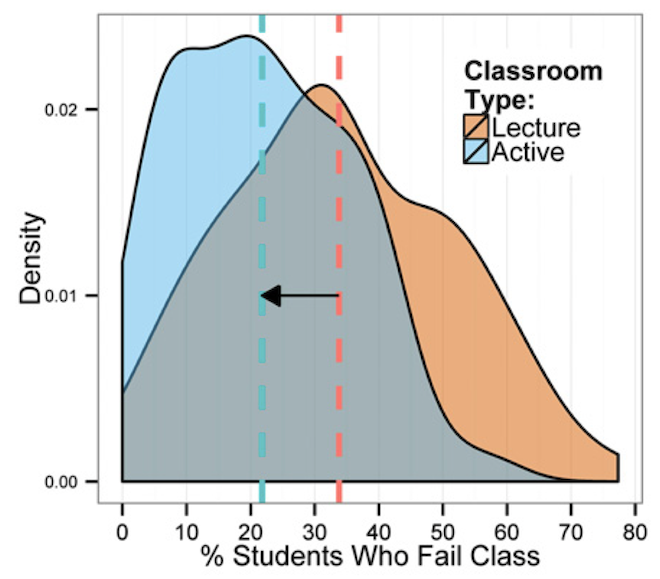 Classroom
Type:
Lecture
Active
Density
0.02
0.01
0.00
0 10 20 30 40 50 60 70 80
% Students Who Fail Class